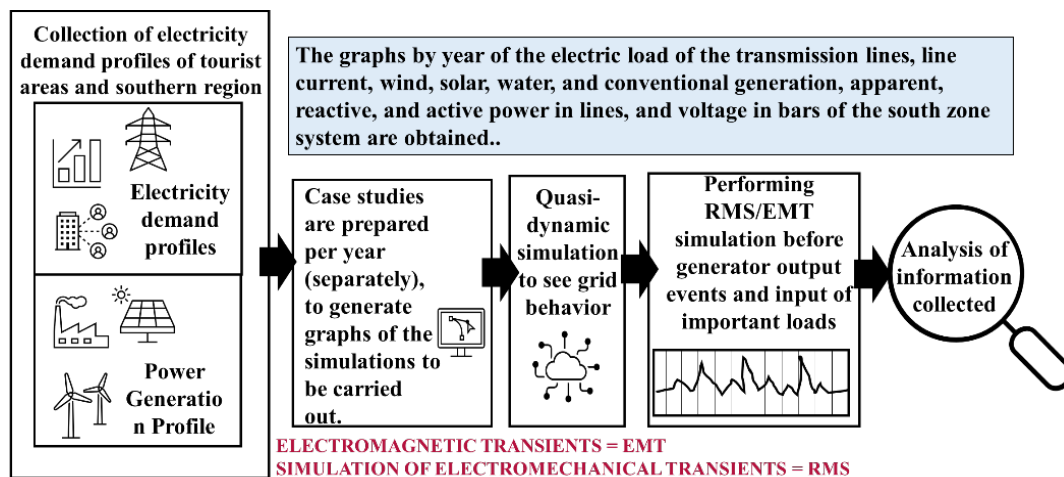 Collection of electricity
demand profiles of tourist
areas and southern region
Electricity
demand
profiles
Power
Generatio
n Profile
The graphs by year of the electric load of the transmission lines, line
current, wind, solar, water, and conventional generation, apparent,
reactive, and active power in lines, and voltage in bars of the south zone
system are obtained..
Case studies
are prepared
per year
(separately),
to generate
graphs of the
simulations to
be carried
out.
Quasi-
dynamic
simulation
to see grid
behavior
Performing
RMS/EMT
simulation before
generator output
events and input of
important loads
Analysis of
information
collected
ELECTROMAGNETIC TRANSIENTS = EMT
SIMULATION OF ELECTROMECHANICAL TRANSIENTS = RMS